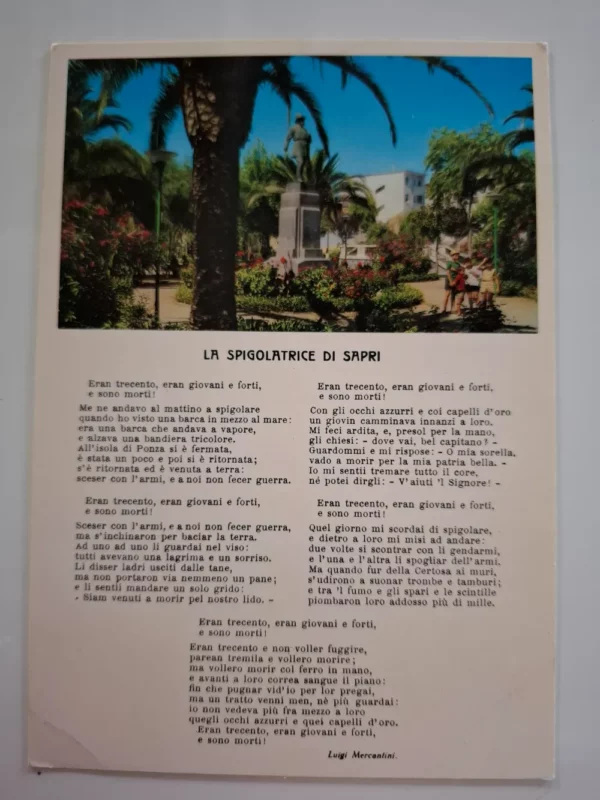 LA SPIGOLATRICE DI SAPRI
Eran trecento, eran giovani e forti,
e sono morti!
Me ne andavo al mattino a spigolare
quando ho visto una barca in mezzo al mare:
era una barca che andava a vapore,
e alzava una bandiera tricolore.
All'isola di Ponza si è fermata,
è stata un poco e poi si è ritornata;
s'è ritornata ed è venuta a terra:
sceser con l'armi, e a noi non fecer guerra.
Eran trecento, eran giovani e forti,
e sono morti!
Sceser con l'armi, e a noi non fecer guerra,
ma s'inchinaron per baciar la terra.
Ad uno ad uno li guardai nel viso:
tutti avevano una lagrima e un sorriso.
Li disser ladri usciti dalle tane,
ma non portaron via nemmeno un pane;
e li sentii mandare un solo grido:
- Siam venuti a morir pel nostro lido. -
Eran trecento, eran giovani e forti,
e sono morti!
Con gli occhi azzurri e coi capelli d'oro
un giovin camminava innanzi a loro.
Mi feci ardita, e, presol per la mano,
gli chiesi: - dove vai, bel capitano? -
Guardommi e mi rispose: - O mia sorella,
vado a morir per la mia patria bella. -
Io mi sentii tremare tutto il core,
né potei dirgli: - V'aiuti 'l Signore! -
Eran trecento, eran giovani e forti,
e sono morti!
Quel giorno mi scordai di spigolare,
e dietro a loro mi misi ad andare:
due volte si scontrar con li gendarmi,
e l'una e l'altra li spogliar dell'armi.
Ma quando fur della Certosa ai muri,
s'udirono a suonar trombe e tamburi;
e tra 'l fumo e gli spari e le scintille
piombaron loro addosso più di mille.
Eran trecento, eran giovani e forti,
e sono morti!
Eran trecento e non voller fuggire,
parean tremila e vollero morire;
ma vollero morir col ferro in mano,
e avanti a loro correa sangue il piano:
fin che pugnar vid'io per lor pregai,
ma un tratto venni men, nè più guardai:
io non vedeva più fra mezzo a loro
quegli occhi azzurri e quei capelli d'oro.
Eran trecento, eran giovani e forti,
e sono morti!
Luigi Mercantini.